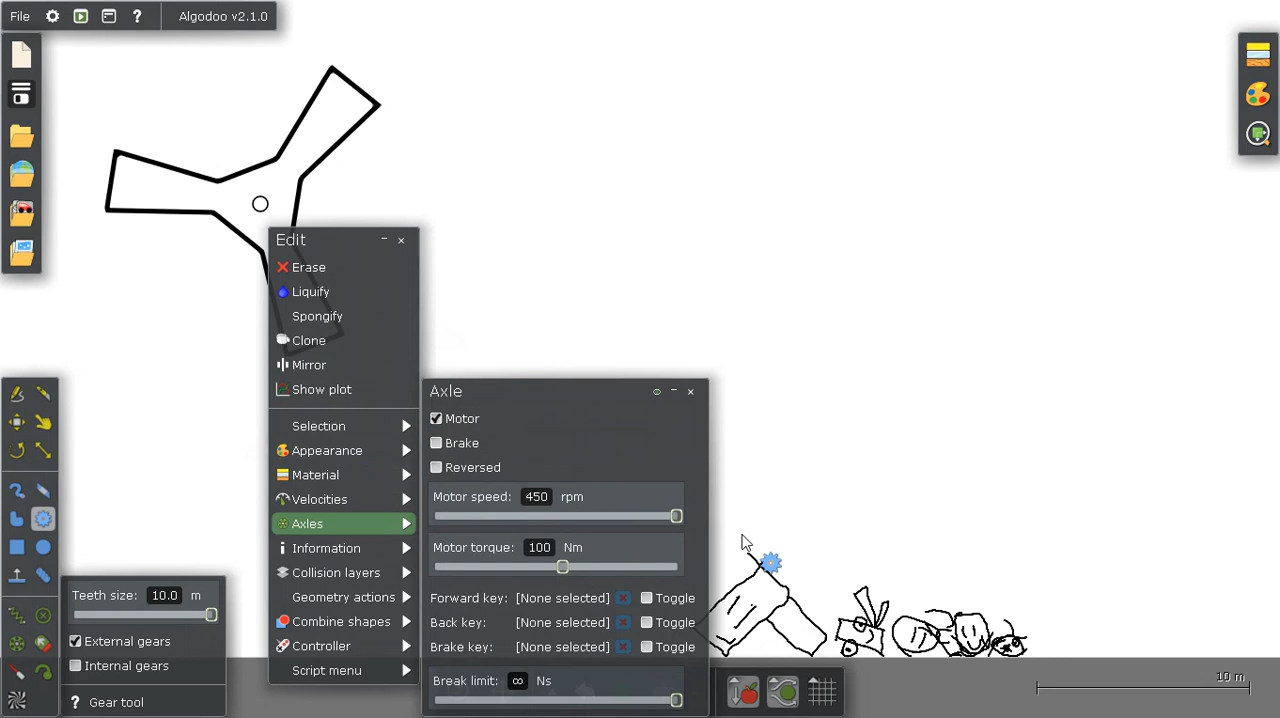 File ? Algodoo v2.1.0
Edit
Erase
Liquify
Spongify
Clone
Mirror
Show plot
Selection
Appearance
Material
Velocities
Axles
Information
Collision layers
Geometry actions
Combine shapes
Controller
Script menu
Axle
Motor
Brake
Reversed
Motor speed: 450 rpm
Motor torque: 100 Nm
Forward key: [None selected] Toggle
Back key: [None selected] Toggle
Brake key: [None selected] Toggle
Break limit: ∞ Ns
Teeth size: 10.0 m
External gears
Internal gears
? Gear tool
10 m